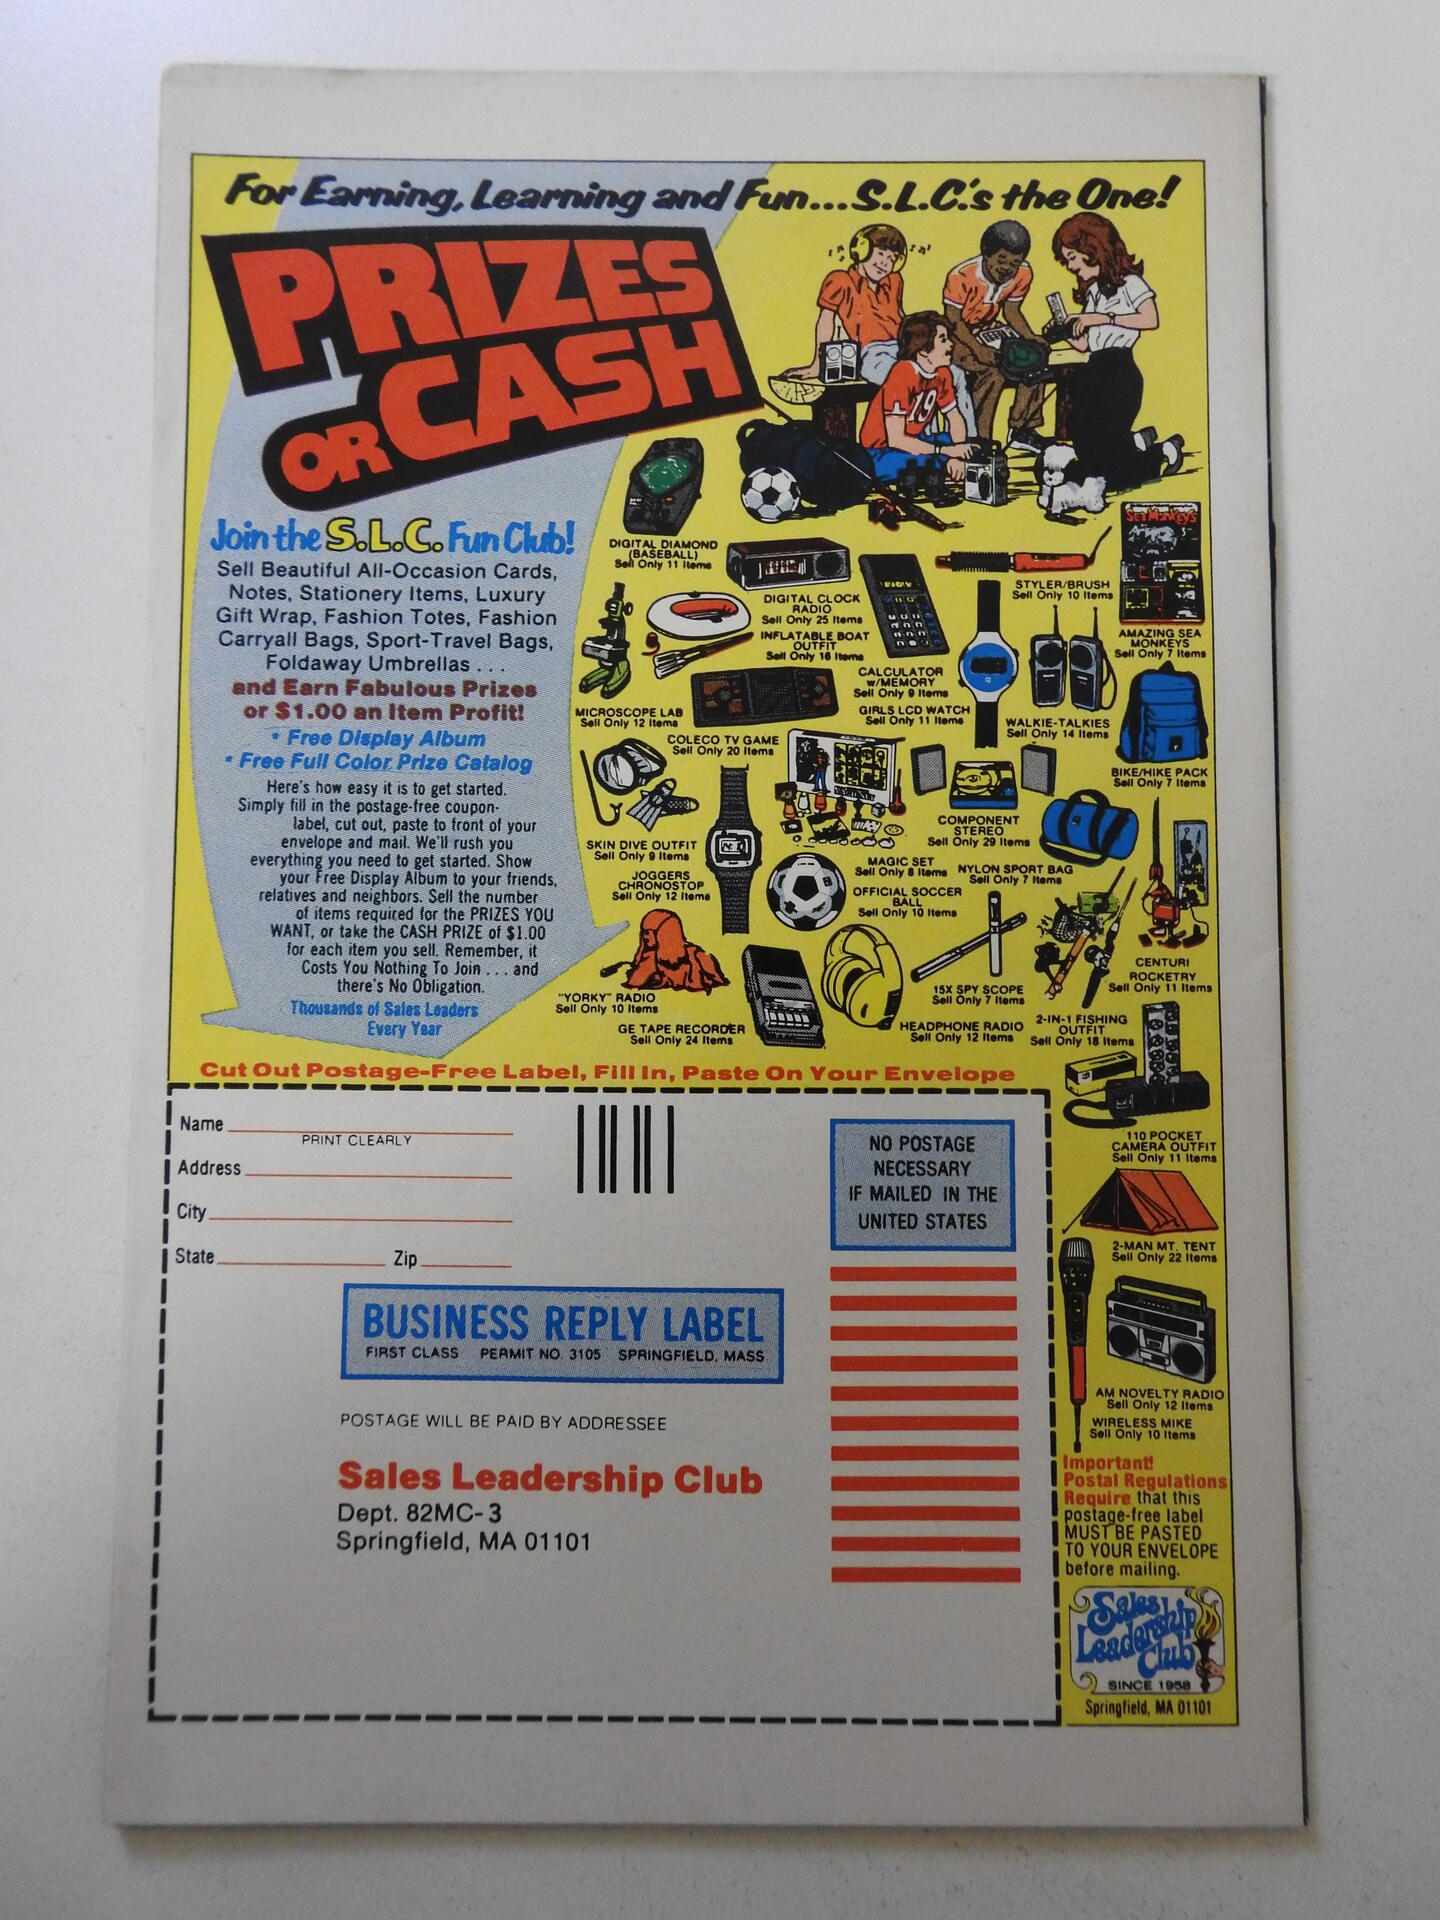 For Earning, Learning and Fun...S.L.C.'s the One!
PRIZES
OR CASH
Join the S.L.C. Fun Club!
Sell Beautiful All-Occasion Cards,
Notes, Stationery Items, Luxury
Gift Wrap, Fashion Totes, Fashion
Carryall Bags, Sport-Travel Bags,
Foldaway Umbrellas . . .
and Earn Fabulous Prizes
or $1.00 an Item Profit!
* Free Display Album
* Free Full Color Prize Catalog
Here's how easy it is to get started.
Simply fill in the postage-free coupon-
label, cut out, paste to front of your
envelope and mail. We'll rush you
everything you need to get started. Show
your Free Display Album to your friends,
relatives and neighbors. Sell the number
of items required for the PRIZES YOU
WANT, or take the CASH PRIZE of $1.00
for each item you sell. Remember, it
Costs You Nothing To Join . . . and
there's No Obligation.
Thousands of Sales Leaders
Every Year
19
DIGITAL DIAMOND
(BASEBALL)
Sell Only 11 Items
DIGITAL CLOCK
RADIO
Sell Only 25 Items
STYLER/BRUSH
Sell Only 10 Items
Sea Monkeys
AMAZING SEA
MONKEYS
Sell Only 7 Items
INFLATABLE BOAT
OUTFIT
Sell Only 16 Items
CALCULATOR
w/MEMORY
Sell Only 9 Items
MICROSCOPE LAB
Sell Only 12 Items
GIRLS LCD WATCH
Sell Only 11 Items
WALKIE-TALKIES
Sell Only 14 Items
COLECO TV GAME
Sell Only 20 Items
BIKE/HIKE PACK
Sell Only 7 Items
SKIN DIVE OUTFIT
Sell Only 9 Items
COMPONENT
STEREO
Sell Only 29 Items
MAGIC SET
Sell Only 8 Items
NYLON SPORT BAG
Sell Only 7 Items
JOGGERS
CHRONOSTOP
Sell Only 12 Items
OFFICIAL SOCCER
BALL
Sell Only 10 Items
CENTURI
ROCKETRY
Sell Only 11 Items
"YORKY" RADIO
Sell Only 10 Items
15X SPY SCOPE
Sell Only 7 Items
GE TAPE RECORDER
Sell Only 24 Items
HEADPHONE RADIO
Sell Only 12 Items
2-IN-1 FISHING
OUTFIT
Sell Only 18 Items
110 POCKET
CAMERA OUTFIT
Sell Only 11 Items
2-MAN MT. TENT
Sell Only 22 Items
AM NOVELTY RADIO
Sell Only 12 Items
WIRELESS MIKE
Sell Only 10 Items
Important!
Postal Regulations
Require that this
postage-free label
MUST BE PASTED
TO YOUR ENVELOPE
before mailing.
Sales
Leadership
Club
SINCE 1958
Springfield, MA 01101
Cut Out Postage-Free Label, Fill In, Paste On Your Envelope
Name
PRINT CLEARLY
Address
City
State Zip
NO POSTAGE
NECESSARY
IF MAILED IN THE
UNITED STATES
BUSINESS REPLY LABEL
FIRST CLASS PERMIT NO. 3105 SPRINGFIELD, MASS
POSTAGE WILL BE PAID BY ADDRESSEE
Sales Leadership Club
Dept. 82MC-3
Springfield, MA 01101